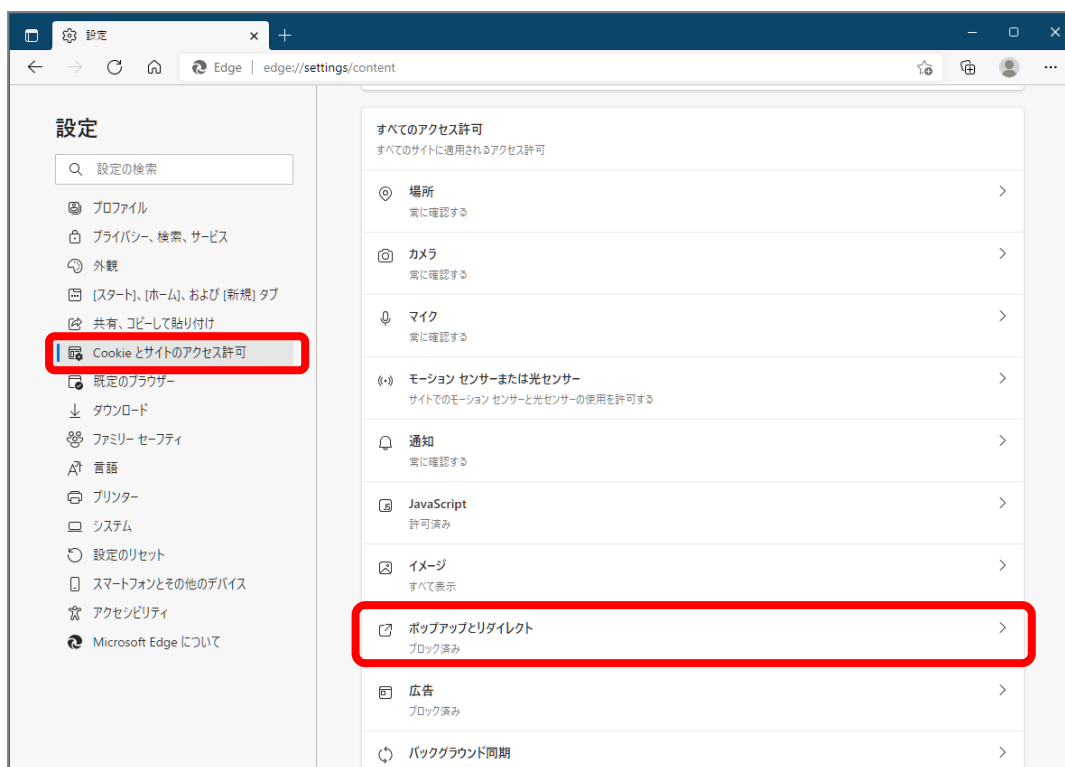 設定
Edge | edge://settings/content
設定
設定の検索
プロファイル
プライバシー、検索、サービス
外観
[スタート]、[ホーム]、および [新規] タブ
共有、コピーして貼り付け
Cookie とサイトのアクセス許可
既定のブラウザー
ダウンロード
ファミリー セーフティ
言語
プリンター
システム
設定のリセット
スマートフォンとその他のデバイス
アクセシビリティ
Microsoft Edge について
すべてのアクセス許可
すべてのサイトに適用されるアクセス許可
場所
常に確認する
カメラ
常に確認する
マイク
常に確認する
モーション センサーまたは光センサー
サイトでのモーション センサーと光センサーの使用を許可する
通知
常に確認する
JavaScript
許可済み
イメージ
すべて表示
ポップアップとリダイレクト
ブロック済み
広告
ブロック済み
バックグラウンド同期